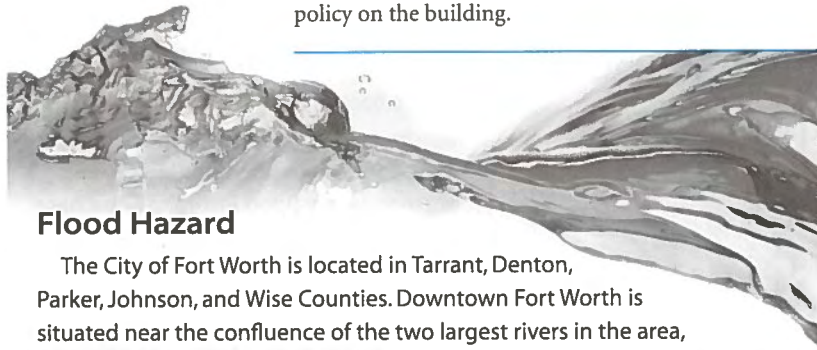 policy on the building.
Flood Hazard
The City of Fort Worth is located in Tarrant, Denton,
Parker, Johnson, and Wise Counties. Downtown Fort Worth is
situated near the confluence of the two largest rivers in the area,